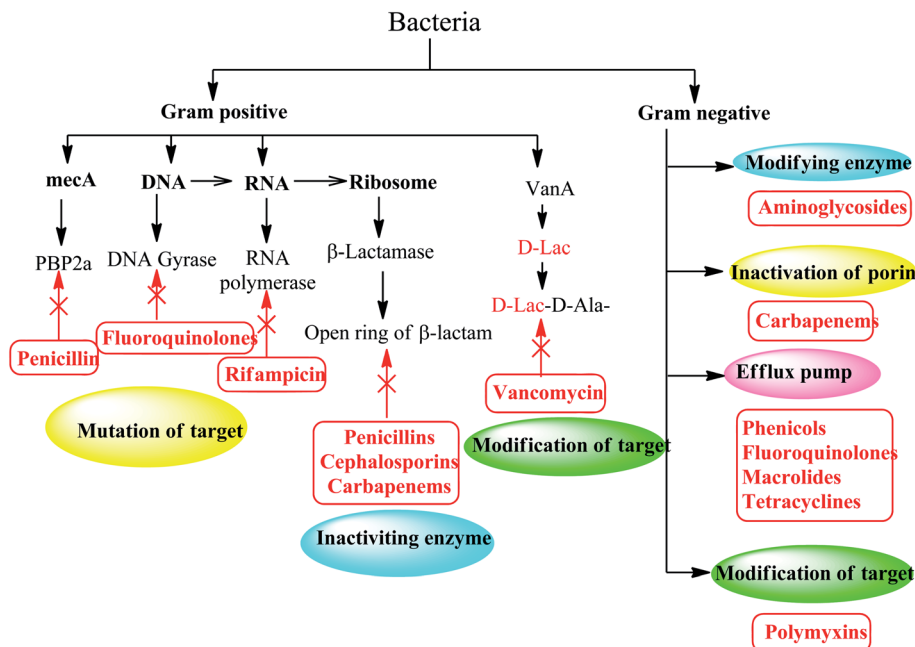 Bacteria
Gram positive
Gram negative
mecA
DNA
RNA
Ribosome
VanA
PBP2a
DNA Gyrase
RNA
polymerase
β-Lactamase
D-Lac
Open ring of β-lactam
D-Lac-D-Ala-
Penicillin
Fluoroquinolones
Rifampicin
Vancomycin
Mutation of target
Penicillins
Cephalosporins
Carbapenems
Modification of target
Inactiviting enzyme
Modifying enzyme
Aminoglycosides
Inactivation of porin
Carbapenems
Efflux pump
Phenicols
Fluoroquinolones
Macrolides
Tetracyclines
Modification of target
Polymyxins